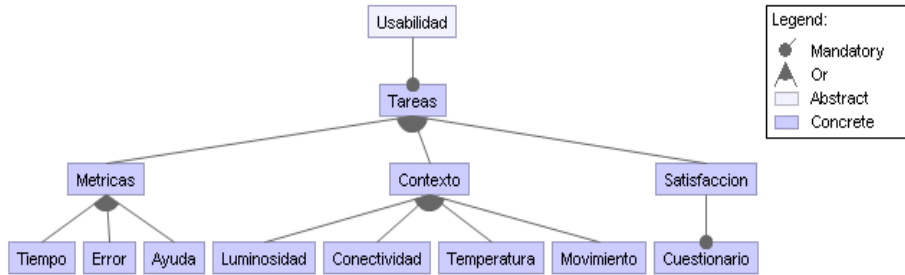 Usabilidad
Legend:
Mandatory
Or
Abstract
Concrete
Tareas
Metricas
Contexto
Satisfaccion
Tiempo
Error
Ayuda
Luminosidad
Conectividad
Temperatura
Movimiento
Cuestionario